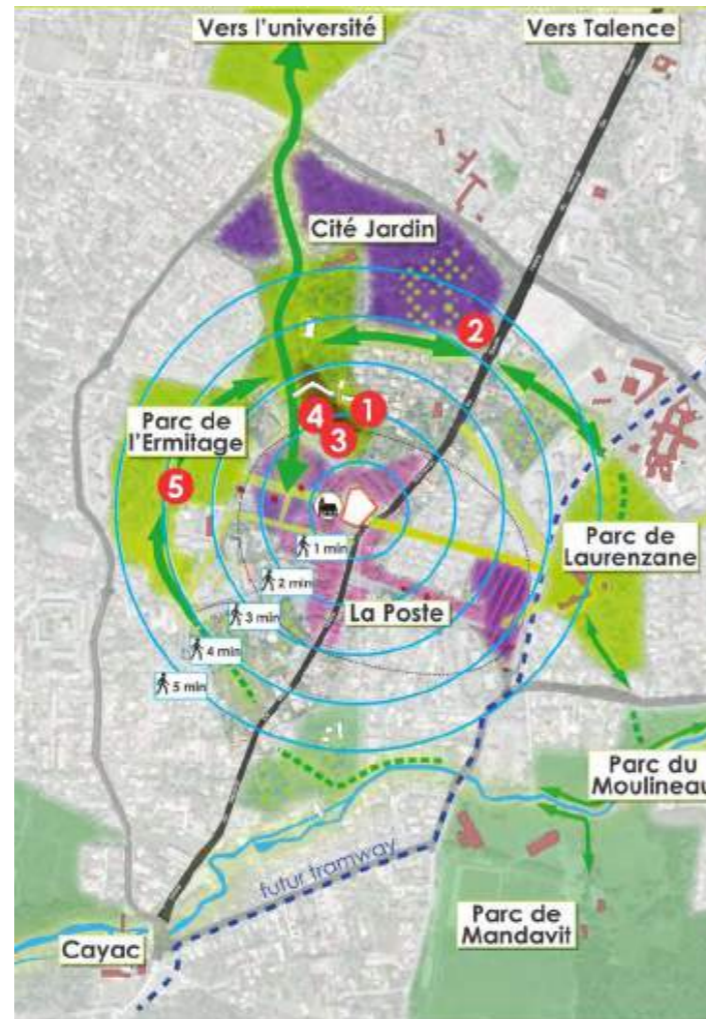 Vers l'université
Vers Talence
Cité Jardin
2
1
4
3
Parc de
l'Ermitage
5
Parc de
Laurenzane
1 min
2 min
La Poste
3 min
4 min
5 min
Parc du
Moulineau
futur tramway
Parc de
Mandavit
Cayac